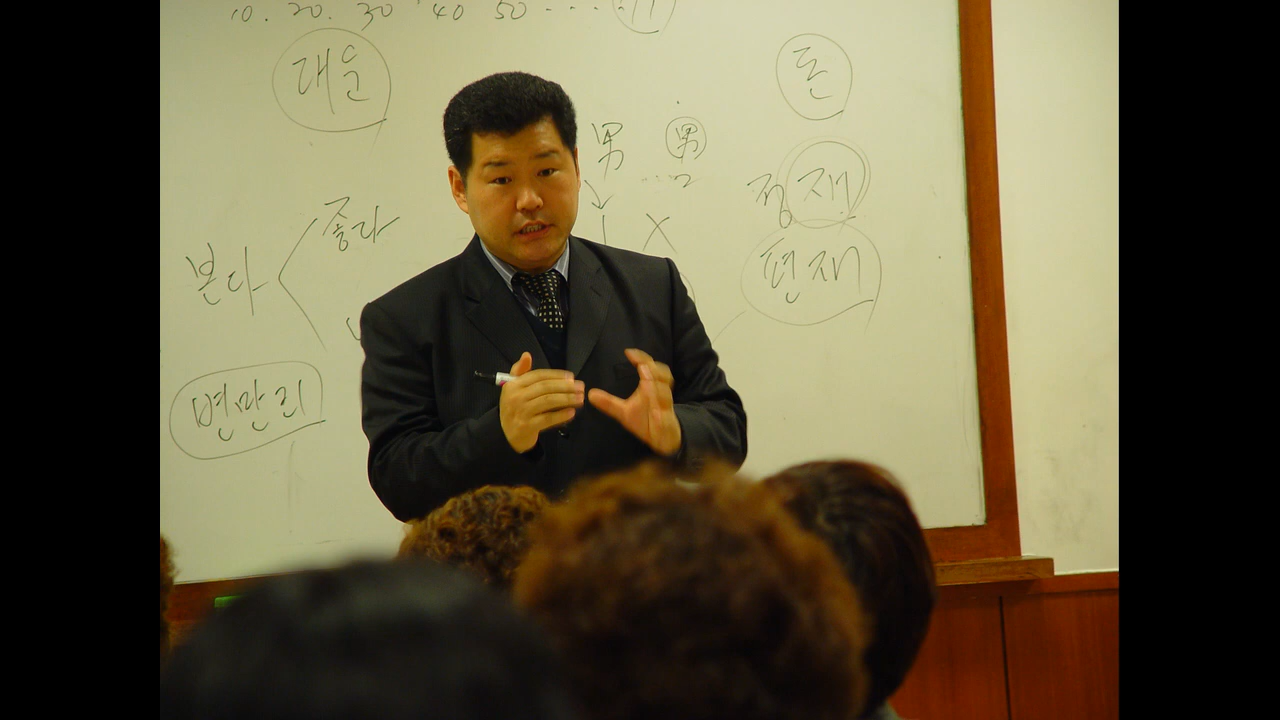 10. 20. 30 40 50 . . . .
대운
돈
男 男
정재
좋다
본다
편재
변만리